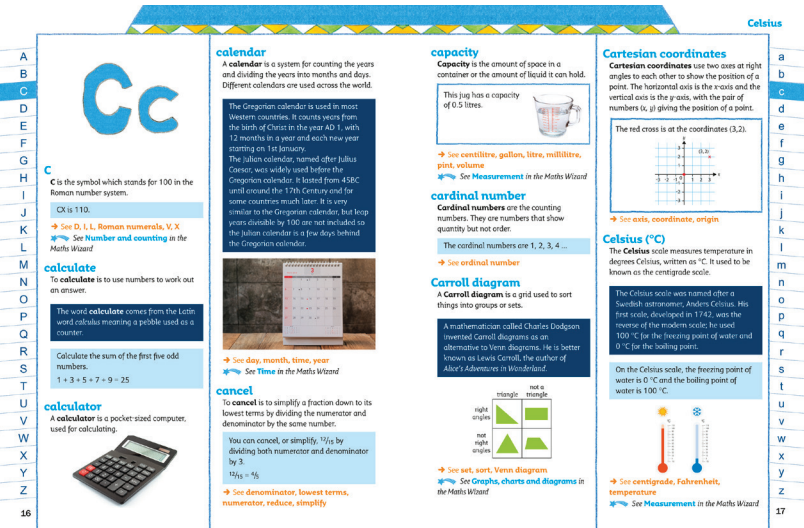 Celsius
A
B
C
D
E
F
G
H
I
J
K
L
M
N
O
P
Q
R
S
T
U
V
W
X
Y
Z
16
Cc
C
C is the symbol which stands for 100 in the
Roman number system.
CX is 110.
➔ See D, I, L, Roman numerals, V, X
See Number and counting in the
Maths Wizard
calculate
To calculate is to use numbers to work out
an answer.
The word calculate comes from the Latin
word calculus meaning a pebble used as a
counter.
Calculate the sum of the first five odd
numbers.
1 + 3 + 5 + 7 + 9 = 25
calculator
A calculator is a pocket-sized computer,
used for calculating.
calendar
A calendar is a system for counting the years
and dividing the years into months and days.
Different calendars are used across the world.
The Gregorian calendar is used in most
Western countries. It counts years from
the birth of Christ in the year AD 1, with
12 months in a year and each new year
starting on 1st January.
The Julian calendar, named after Julius
Caesar, was widely used before the
Gregorian calendar. It lasted from 45BC
until around the 17th Century and for
some countries much later. It is very
similar to the Gregorian calendar, but leap
years divisible by 100 are not included so
the Julian calendar is a few days behind
the Gregorian calendar.
3
➔ See day, month, time, year
See Time in the Maths Wizard
cancel
To cancel is to simplify a fraction down to its
lowest terms by dividing the numerator and
denominator by the same number.
You can cancel, or simplify, 12/15 by
dividing both numerator and denominator
by 3.
12/15 = 4/5
➔ See denominator, lowest terms,
numerator, reduce, simplify
capacity
Capacity is the amount of space in a
container or the amount of liquid it can hold.
This jug has a capacity
of 0.5 litres.
➔ See centilitre, gallon, litre, millilitre,
pint, volume
See Measurement in the Maths Wizard
cardinal number
Cardinal numbers are the counting
numbers. They are numbers that show
quantity but not order.
The cardinal numbers are 1, 2, 3, 4 ...
➔ See ordinal number
Carroll diagram
A Carroll diagram is a grid used to sort
things into groups or sets.
A mathematician called Charles Dodgson
invented Carroll diagrams as an
alternative to Venn diagrams. He is better
known as Lewis Carroll, the author of
Alice's Adventures in Wonderland.
triangle
not a
triangle
right
angles
not
right
angles
➔ See set, sort, Venn diagram
See Graphs, charts and diagrams in
the Maths Wizard
Cartesian coordinates
Cartesian coordinates use two axes at right
angles to each other to show the position of a
point. The horizontal axis is the x-axis and the
vertical axis is the y-axis, with the pair of
numbers (x, y) giving the position of a point.
The red cross is at the coordinates (3,2).
y
(3,2)
x
➔ See axis, coordinate, origin
Celsius (°C)
The Celsius scale measures temperature in
degrees Celsius, written as °C. It used to be
known as the centigrade scale.
The Celsius scale was named after a
Swedish astronomer, Anders Celsius. His
first scale, developed in 1742, was the
reverse of the modern scale; he used
100 °C for the freezing point of water and
0 °C for the boiling point.
On the Celsius scale, the freezing point of
water is 0 °C and the boiling point of
water is 100 °C.
➔ See centigrade, Fahrenheit,
temperature
See Measurement in the Maths Wizard
a
b
c
d
e
f
g
h
i
j
k
l
m
n
o
p
q
r
s
t
u
v
w
x
y
z
17